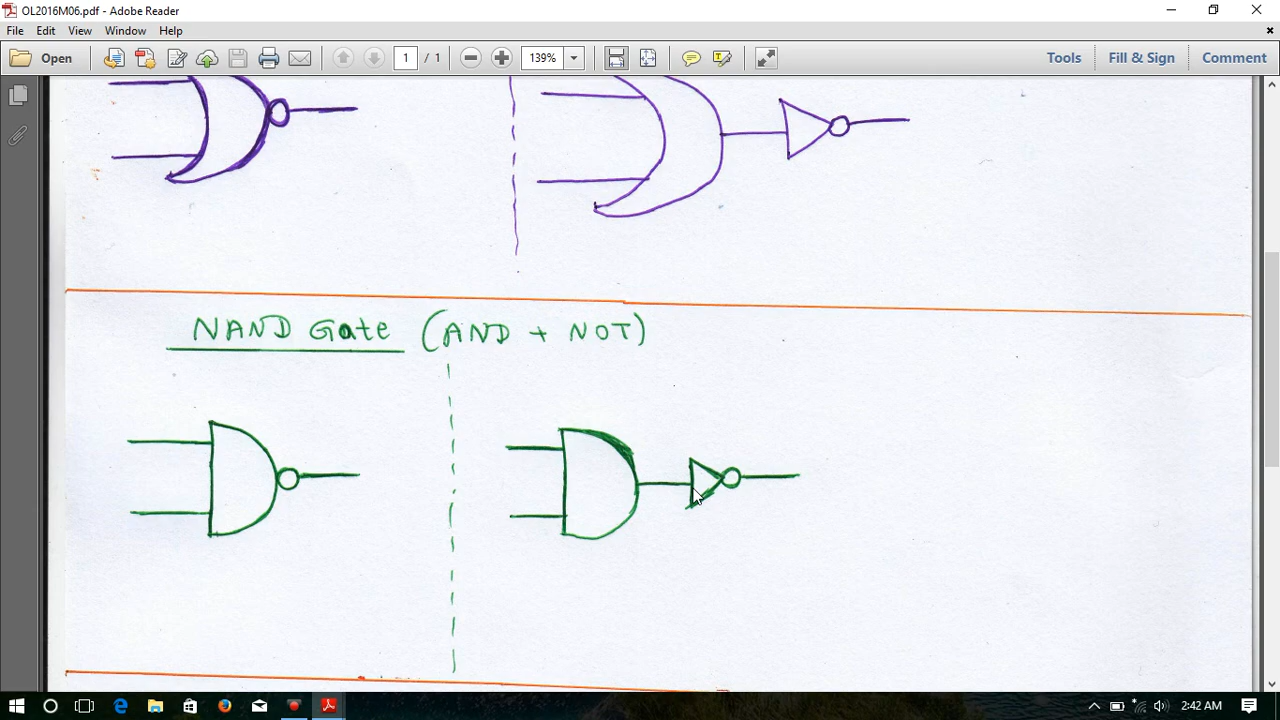 OL2016M06.pdf - Adobe Reader
File Edit View Window Help
Open 1 / 1 139% Tools Fill & Sign Comment
NAND Gate (AND + NOT)
2:42 AM